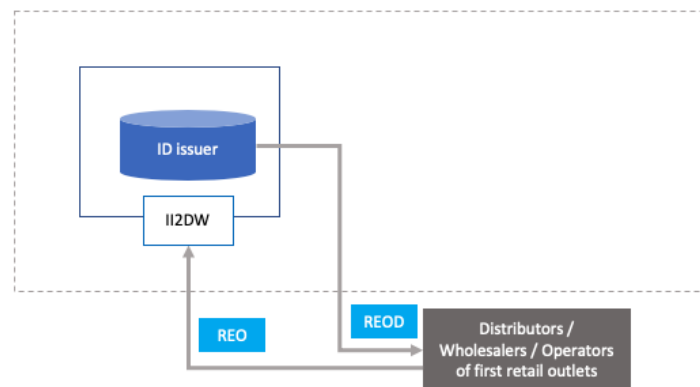 ID issuer
II2DW
REO
REOD
Distributors /
Wholesalers / Operators
of first retail outlets